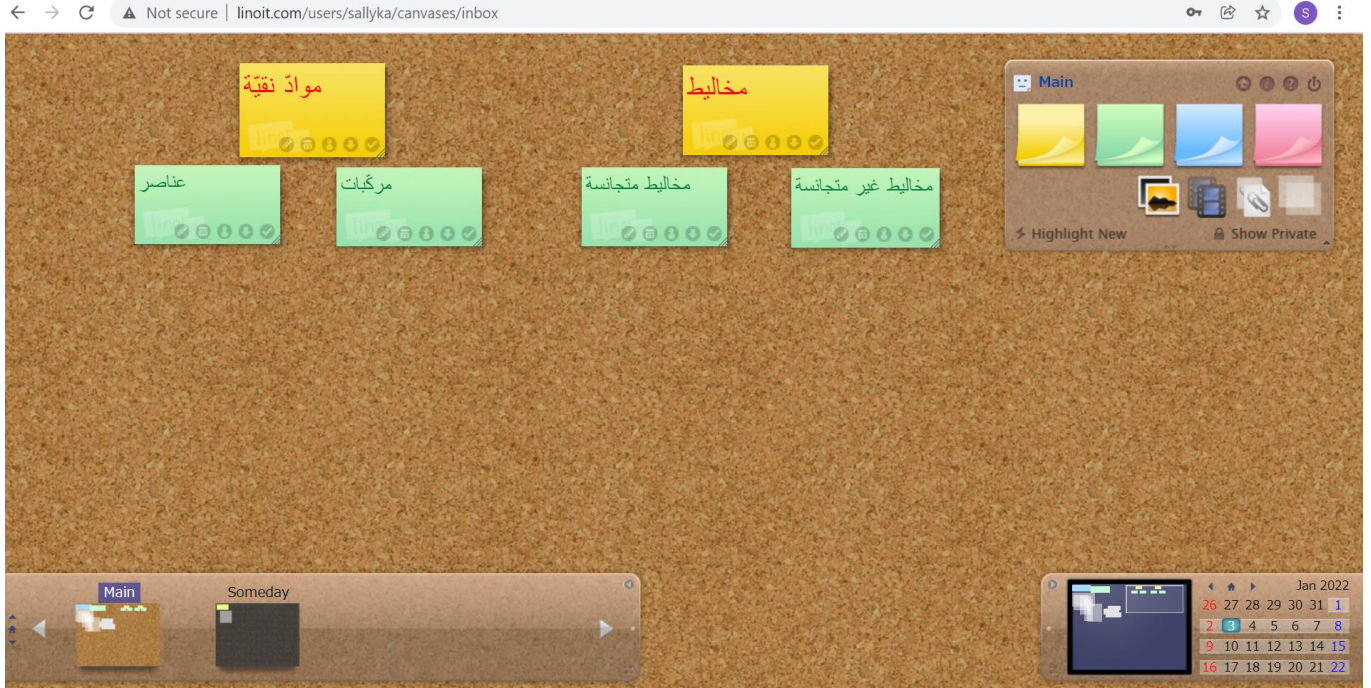 Not secure | linoit.com/users/sallyka/canvases/inbox
S
موادّ نقيّة
مخاليط
عناصر
مركّبات
مخاليط متجانسة
مخاليط غير متجانسة
Main
Highlight New
Show Private
Main
Someday
Jan 2022
26 27 28 29 30 31 1
2 3 4 5 6 7 8
9 10 11 12 13 14 15
16 17 18 19 20 21 22